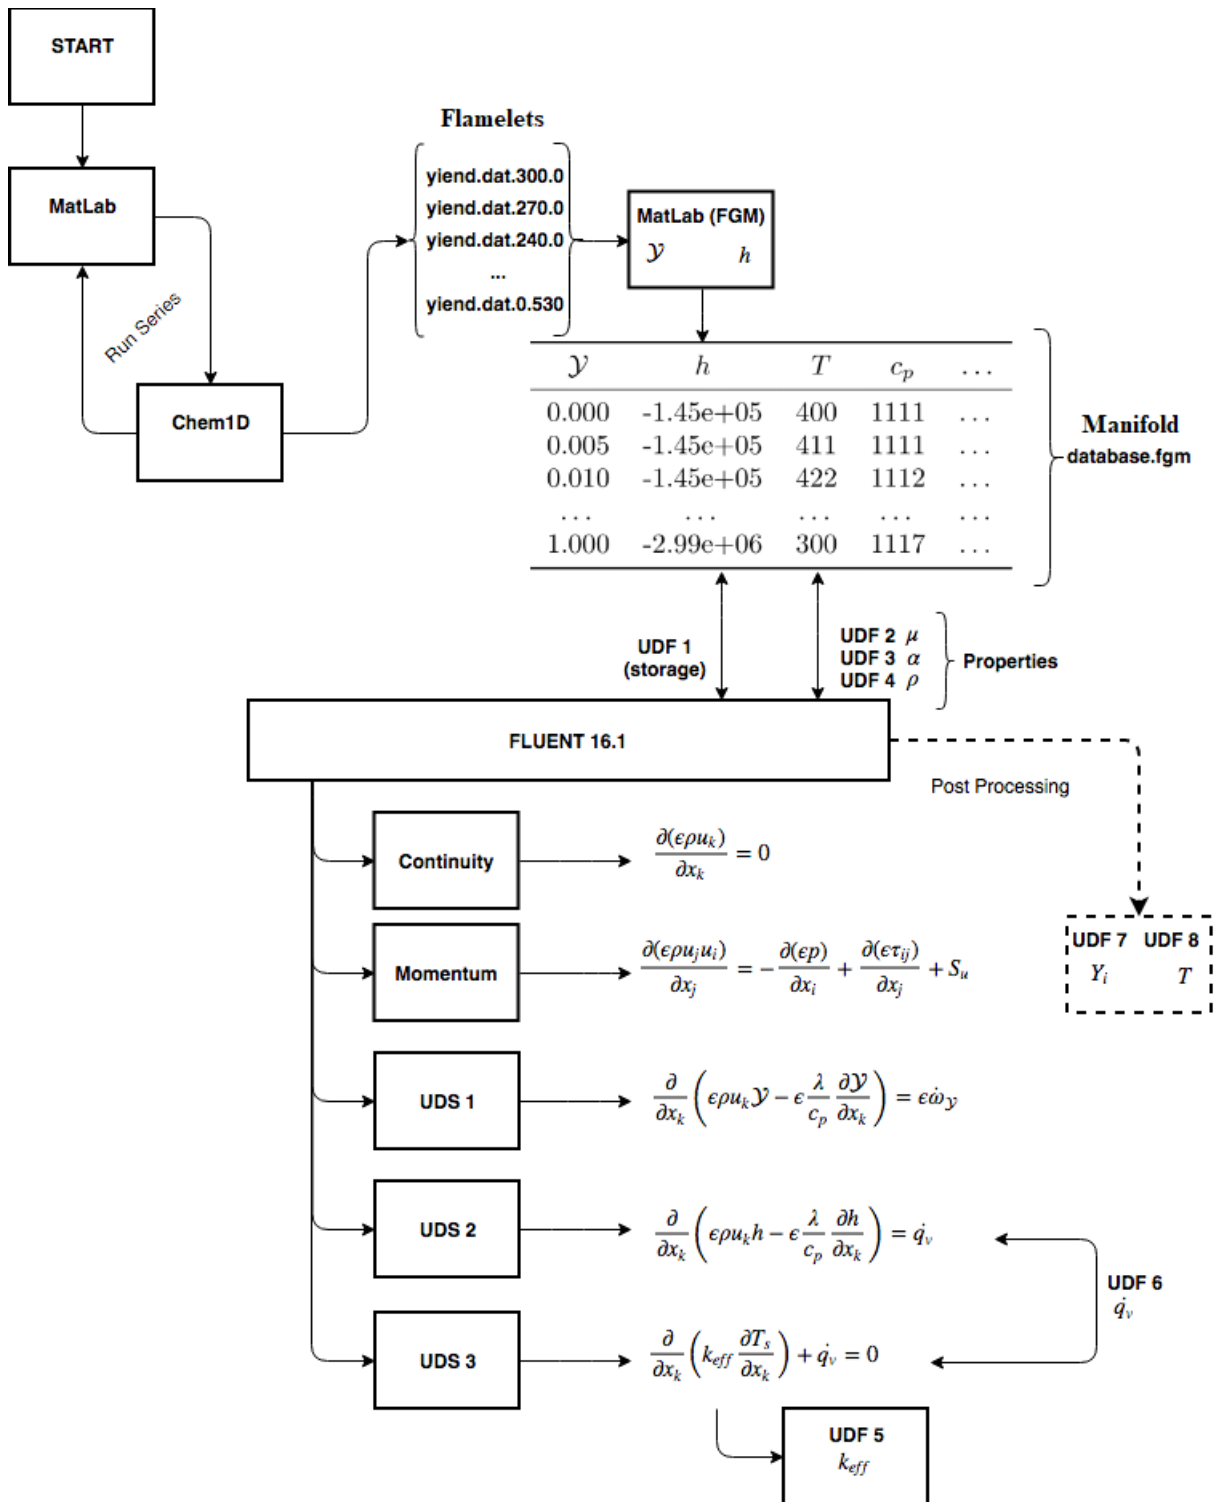 START
MatLab
Run Series
Chem1D
Flamelets
yiend.dat.300.0
yiend.dat.270.0
yiend.dat.240.0
...
yiend.dat.0.530
MatLab (FGM)
𝒴 h
𝒴 h T c_p ...
0.000 -1.45e+05 400 1111 ...
0.005 -1.45e+05 411 1111 ...
0.010 -1.45e+05 422 1112 ...
... ... ... ... ...
1.000 -2.99e+06 300 1117 ...
Manifold
database.fgm
UDF 1
(storage)
UDF 2 μ
UDF 3 α
UDF 4 ρ
Properties
FLUENT 16.1
Post Processing
UDF 7 UDF 8
Y_i T
Continuity
∂(ϵρu_k)/∂x_k = 0
Momentum
∂(ϵρu_j u_i)/∂x_j = −∂(ϵp)/∂x_i + ∂(ϵτ_ij)/∂x_j + S_u
UDS 1
∂/∂x_k (ϵρu_k𝒴 − ϵ λ/c_p ∂𝒴/∂x_k) = ϵω̇_𝒴
UDS 2
∂/∂x_k (ϵρu_k h − ϵ λ/c_p ∂h/∂x_k) = q̇_v
UDF 6
q̇_v
UDS 3
∂/∂x_k (k_eff ∂T_s/∂x_k) + q̇_v = 0
UDF 5
k_eff